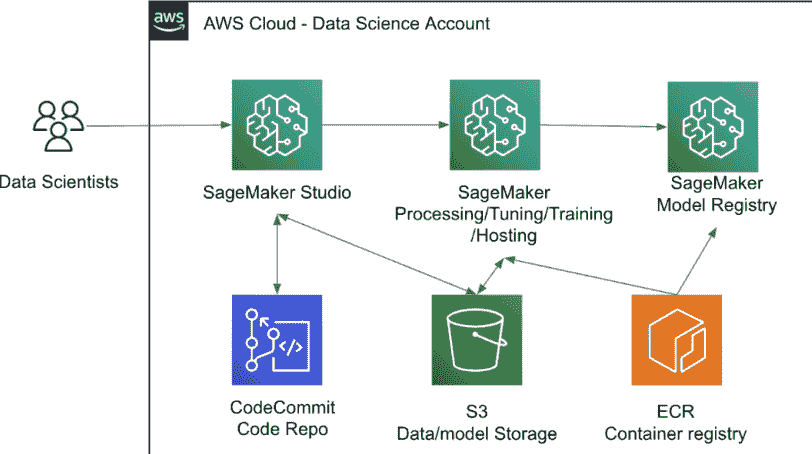 aws
AWS Cloud - Data Science Account
Data Scientists
SageMaker Studio
SageMaker
Processing/Tuning/Training
/Hosting
SageMaker
Model Registry
CodeCommit
Code Repo
S3
Data/model Storage
ECR
Container registry